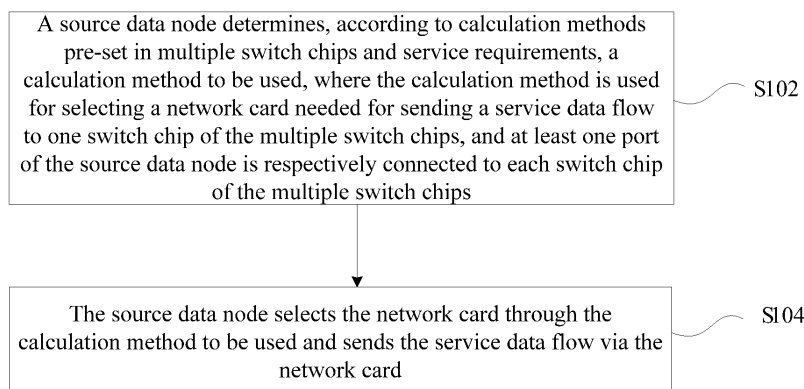 A source data node determines, according to calculation methods
pre-set in multiple switch chips and service requirements, a
calculation method to be used, where the calculation method is used
for selecting a network card needed for sending a service data flow
to one switch chip of the multiple switch chips, and at least one port
of the source data node is respectively connected to each switch chip
of the multiple switch chips
S102
The source data node selects the network card through the
calculation method to be used and sends the service data flow via the
network card
S104